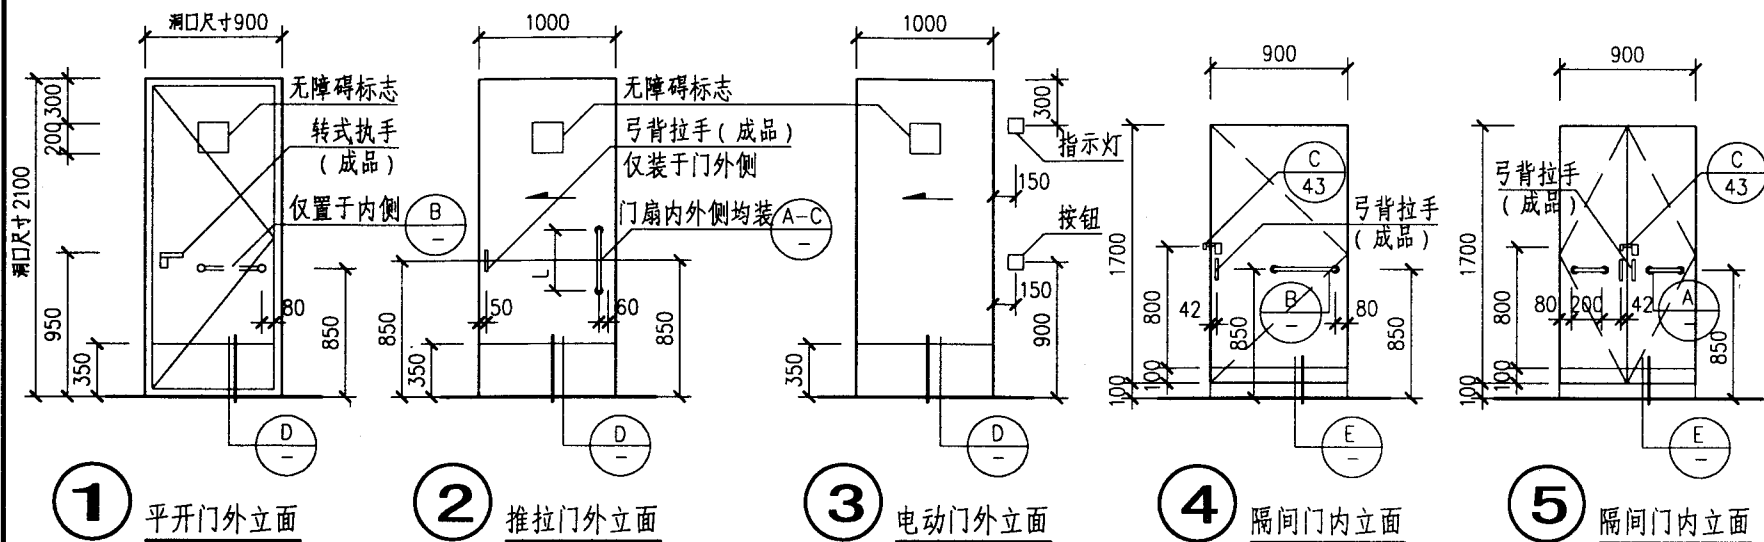 洞口尺寸900
300
200
洞口尺寸 2100
950
350
无障碍标志
转式执手
(成品)
仅置于内侧
B
–
80
850
D
–
1 平开门外立面
1000
无障碍标志
弓背拉手(成品)
仅装于门外侧
门扇内外侧均装
A-C
–
L
50
60
850
350
850
D
–
2 推拉门外立面
1000
300
指示灯
150
按钮
150
900
350
D
–
3 电动门外立面
900
C
43
弓背拉手
(成品)
1700
800
100
100
42
850
B
–
80
850
E
–
4 隔间门内立面
900
C
43
弓背拉手
(成品)
1700
800
100
100
80
200
42
A
–
850
E
–
5 隔间门内立面